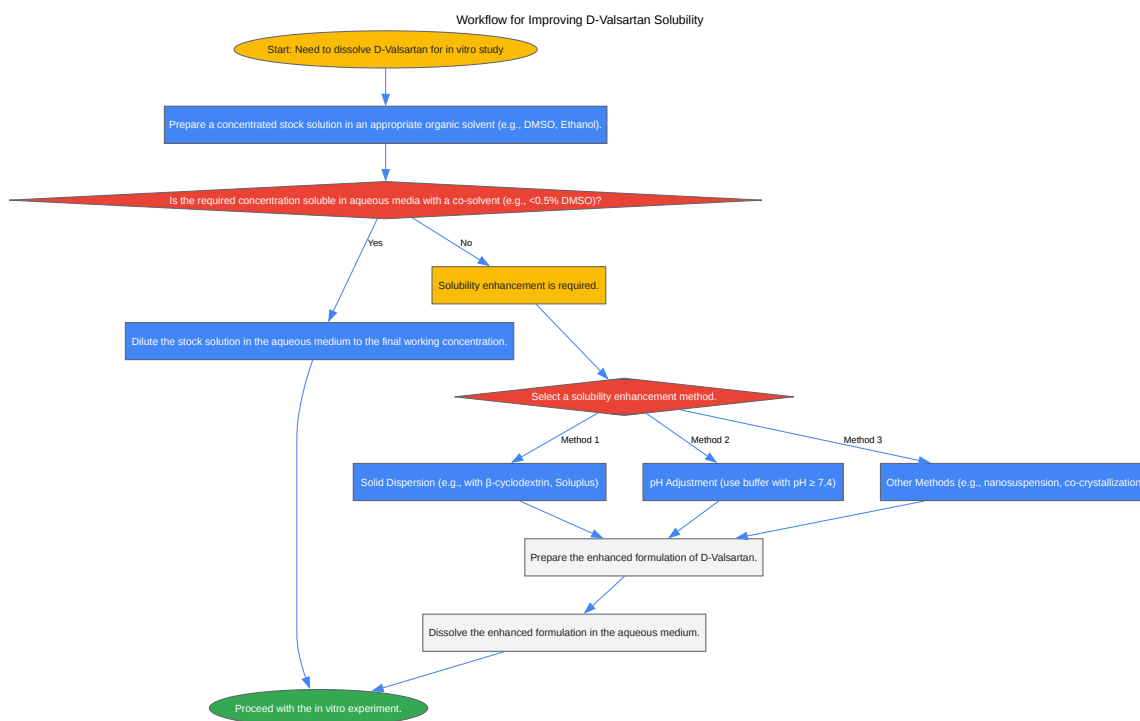 Workflow for Improving D-Valsartan Solubility
Start: Need to dissolve D-Valsartan for in vitro study
Prepare a concentrated stock solution in an appropriate organic solvent (e.g., DMSO, Ethanol).
Is the required concentration soluble in aqueous media with a co-solvent (e.g., <0.5% DMSO)?
Yes
No
Solubility enhancement is required.
Dilute the stock solution in the aqueous medium to the final working concentration.
Select a solubility enhancement method.
Method 1
Method 2
Method 3
Solid Dispersion (e.g., with β-cyclodextrin, Soluplus)
pH Adjustment (use buffer with pH ≥ 7.4)
Other Methods (e.g., nanosuspension, co-crystallization
Prepare the enhanced formulation of D-Valsartan.
Dissolve the enhanced formulation in the aqueous medium.
Proceed with the in vitro experiment.